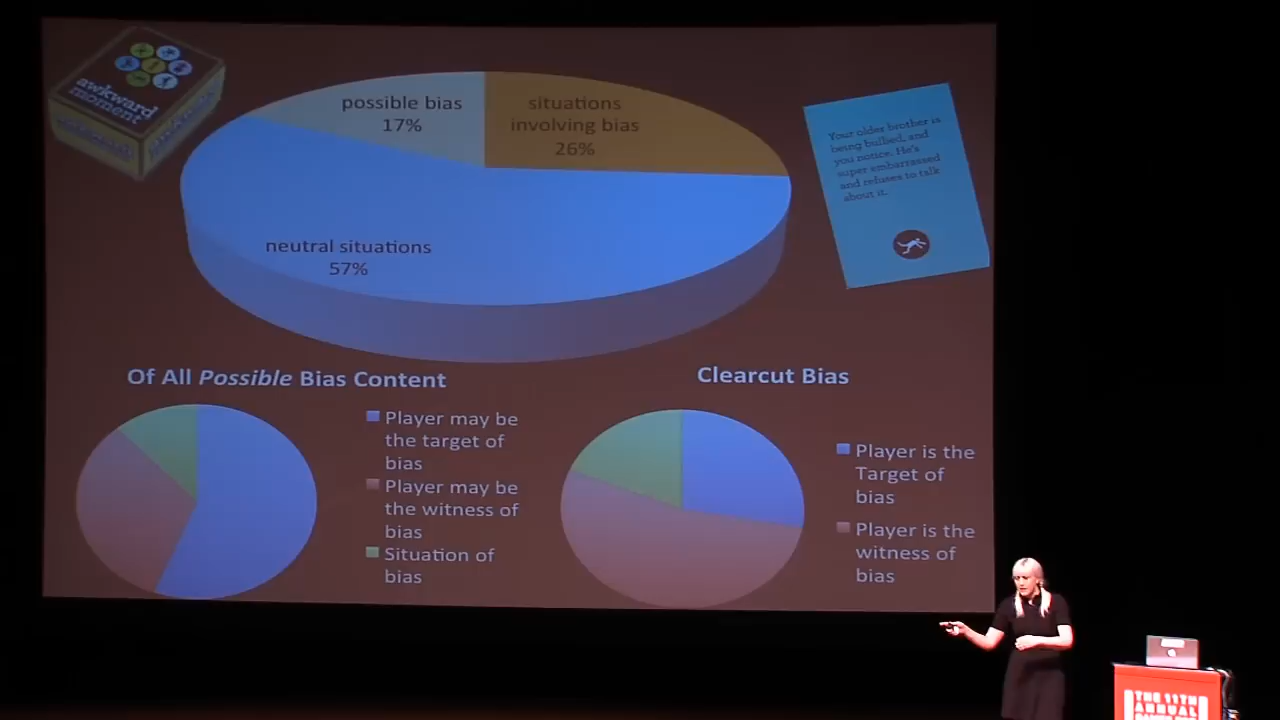 awkward
moment
possible bias
17%
situations
involving bias
26%
neutral situations
57%
Your older brother is
being bullied, and
you notice. He's
super embarrassed
and refuses to talk
about it.
Of All Possible Bias Content
Player may be
the target of
bias
Player may be
the witness of
bias
Situation of
bias
Clearcut Bias
Player is the
Target of
bias
Player is the
witness of
bias
THE 11TH
ANNUAL